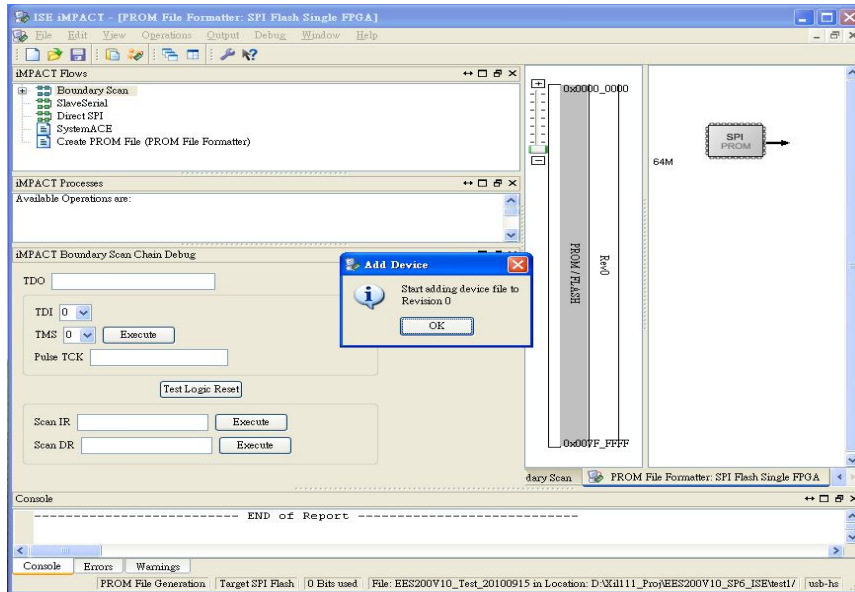 ISE iMPACT - [PROM File Formatter: SPI Flash Single FPGA]
File Edit View Operations Output Debug Window Help
iMPACT Flows
Boundary Scan
SlaveSerial
Direct SPI
SystemACE
Create PROM File (PROM File Formatter)
iMPACT Processes
Available Operations are:
iMPACT Boundary Scan Chain Debug
TDO
TDI 0
TMS 0 Execute
Pulse TCK
Test Logic Reset
Scan IR Execute
Scan DR Execute
Add Device
Start adding device file to
Revision 0
OK
0x0000_0000
PROM / FLASH
Rev0
0x007F_FFFF
64M
SPI
PROM
dary Scan PROM File Formatter: SPI Flash Single FPGA
Console
-------------------------- END of Report ----------------------------
Console Errors Warnings
PROM File Generation Target SPI Flash 0 Bits used File: EES200V10_Test_20100915 in Location: D:\Xil111_Proj\EES200V10_SP6_ISE\test1/ usb-hs